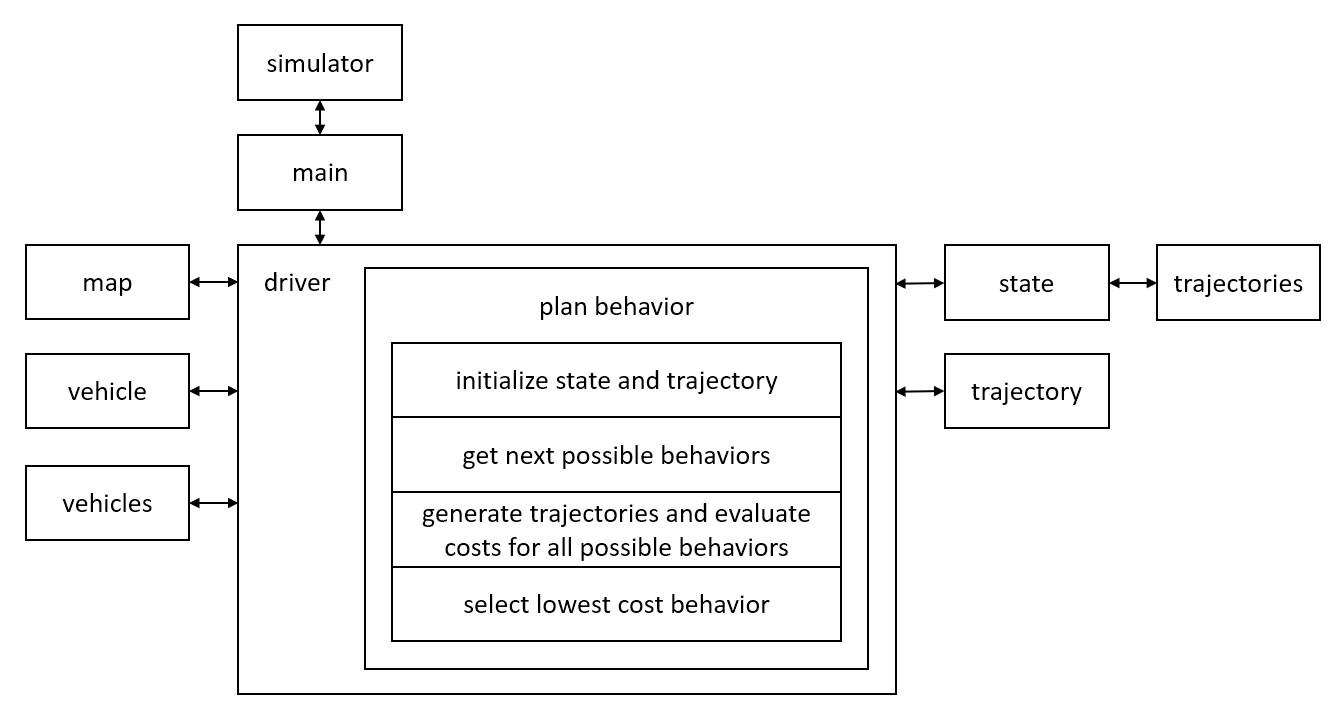 simulator
main
map
driver
state
trajectories
plan behavior
vehicle
initialize state and trajectory
trajectory
get next possible behaviors
vehicles
generate trajectories and evaluate
costs for all possible behaviors
select lowest cost behavior